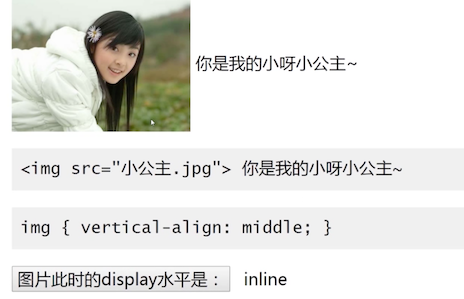 你是我的小呀小公主~
<img src="小公主.jpg"> 你是我的小呀小公主~
img { vertical-align: middle; }
图片此时的display水平是： inline